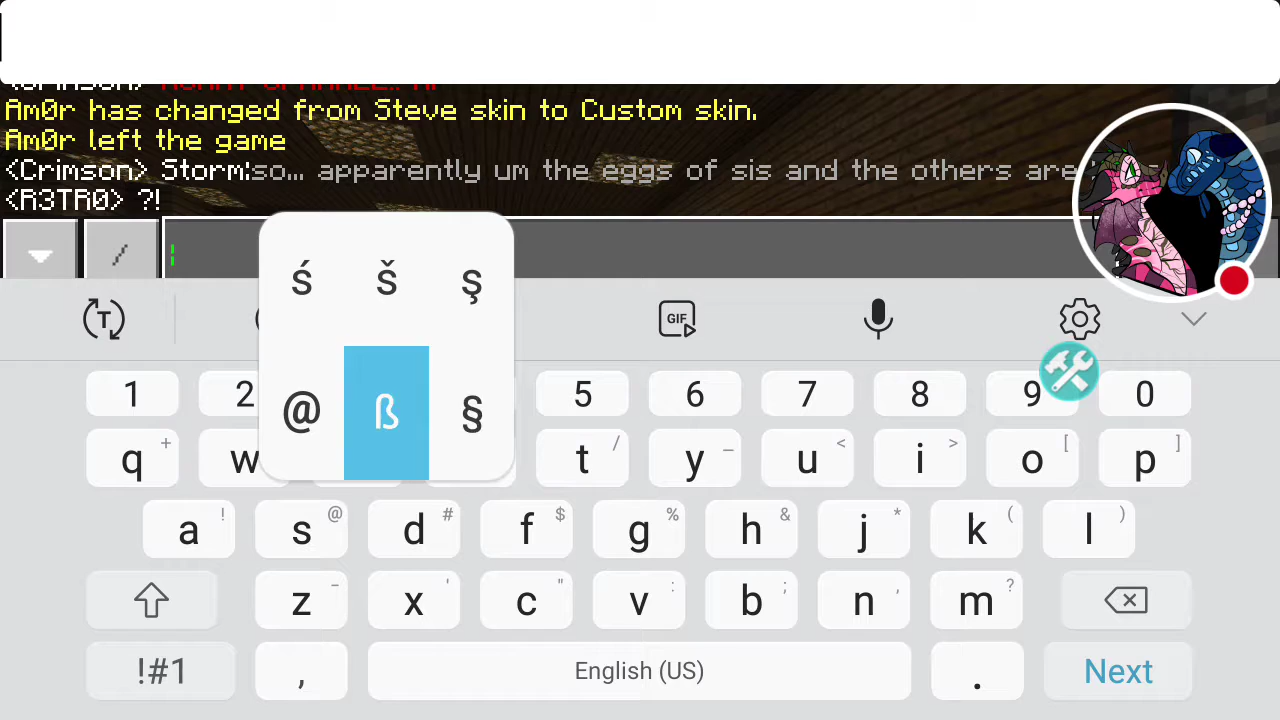 Am0r has changed from Steve skin to Custom skin.
Am0r left the game
<Crimson> Storm:so... apparently um the eggs of sis and the others are
<R3TR0> ?!
/
ś š ş
@ ß §
T GIF
1 2 5 6 7 8 9 0
q + w t / y - u < i > o [ p ]
a ! s @ d # f $ g % h & j * k ( l )
z - x ' c " v : b ; n , m ?
!#1 , English (US) . Next